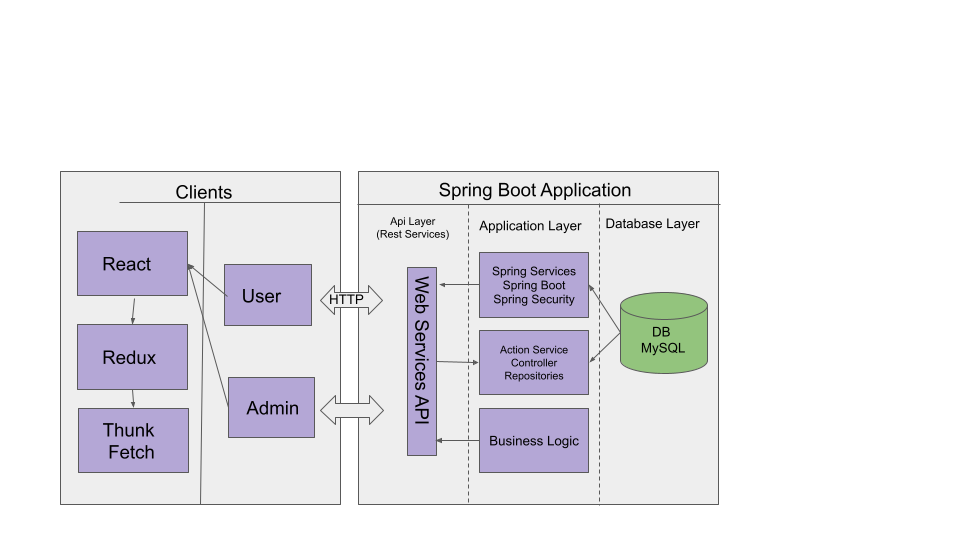 Clients
React
Redux
Thunk
Fetch
User
Admin
HTTP
Spring Boot Application
Api Layer
(Rest Services)
Web Services API
Application Layer
Spring Services
Spring Boot
Spring Security
Action Service
Controller
Repositories
Business Logic
Database Layer
DB
MySQL